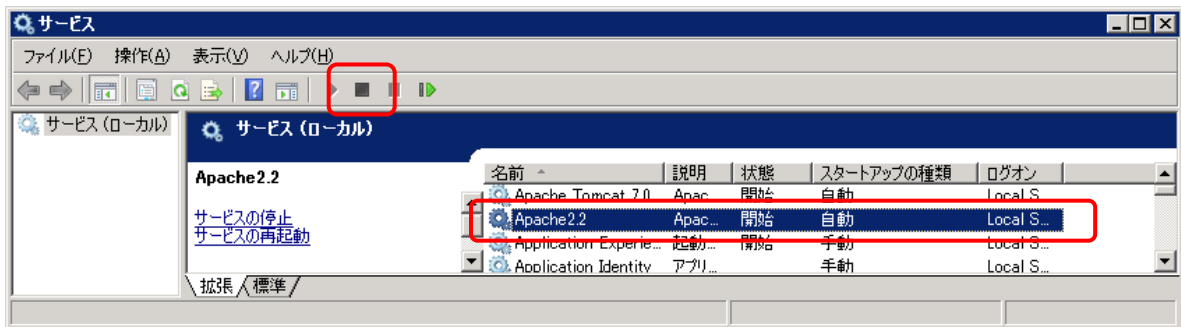 サービス
ファイル(F) 操作(A) 表示(V) ヘルプ(H)
サービス (ローカル)
サービス (ローカル)
Apache2.2
サービスの停止
サービスの再起動
名前 説明 状態 スタートアップの種類 ログオン
Apache Tomcat 7.0 Apac 開始 自動 Local S
Apache2.2 Apac... 開始 自動 Local S...
Application Experie... 起動... 開始 手動 Local S...
Application Identity アプリ... 手動 Local S...
拡張 標準